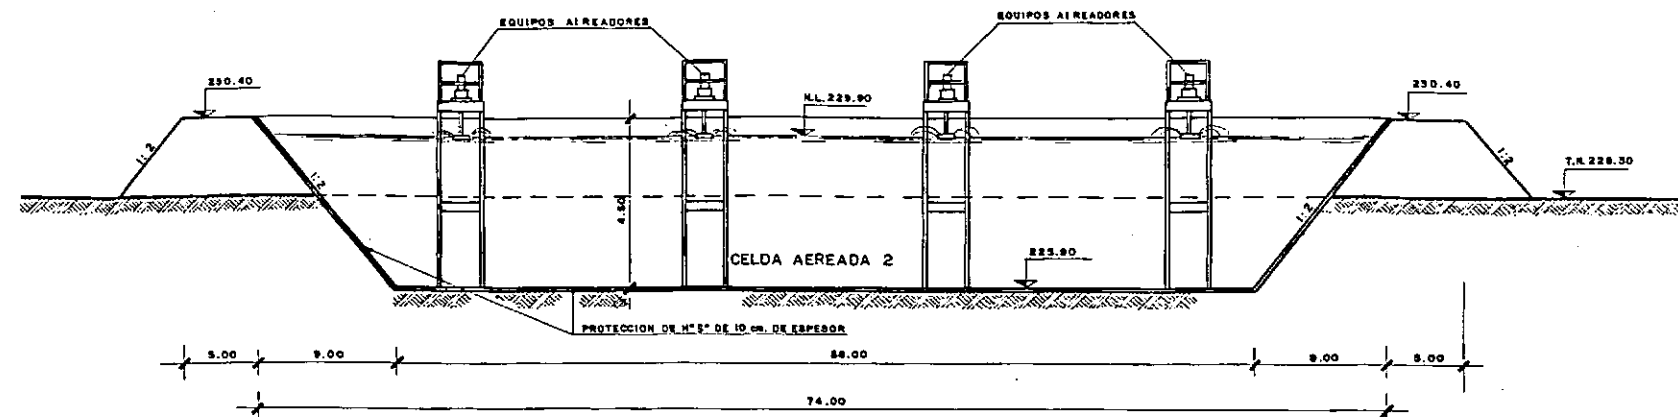 EQUIPOS AIREADORES
EQUIPOS AIREADORES
230.40
N.L. 229.90
230.40
1:2
1:2
1:2
1:2
T.N. 228.30
4.50
CELDA AEREADA 2
225.90
PROTECCION DE Hº Sº DE 10 cm. DE ESPESOR
5.00
9.00
56.00
9.00
5.00
74.00